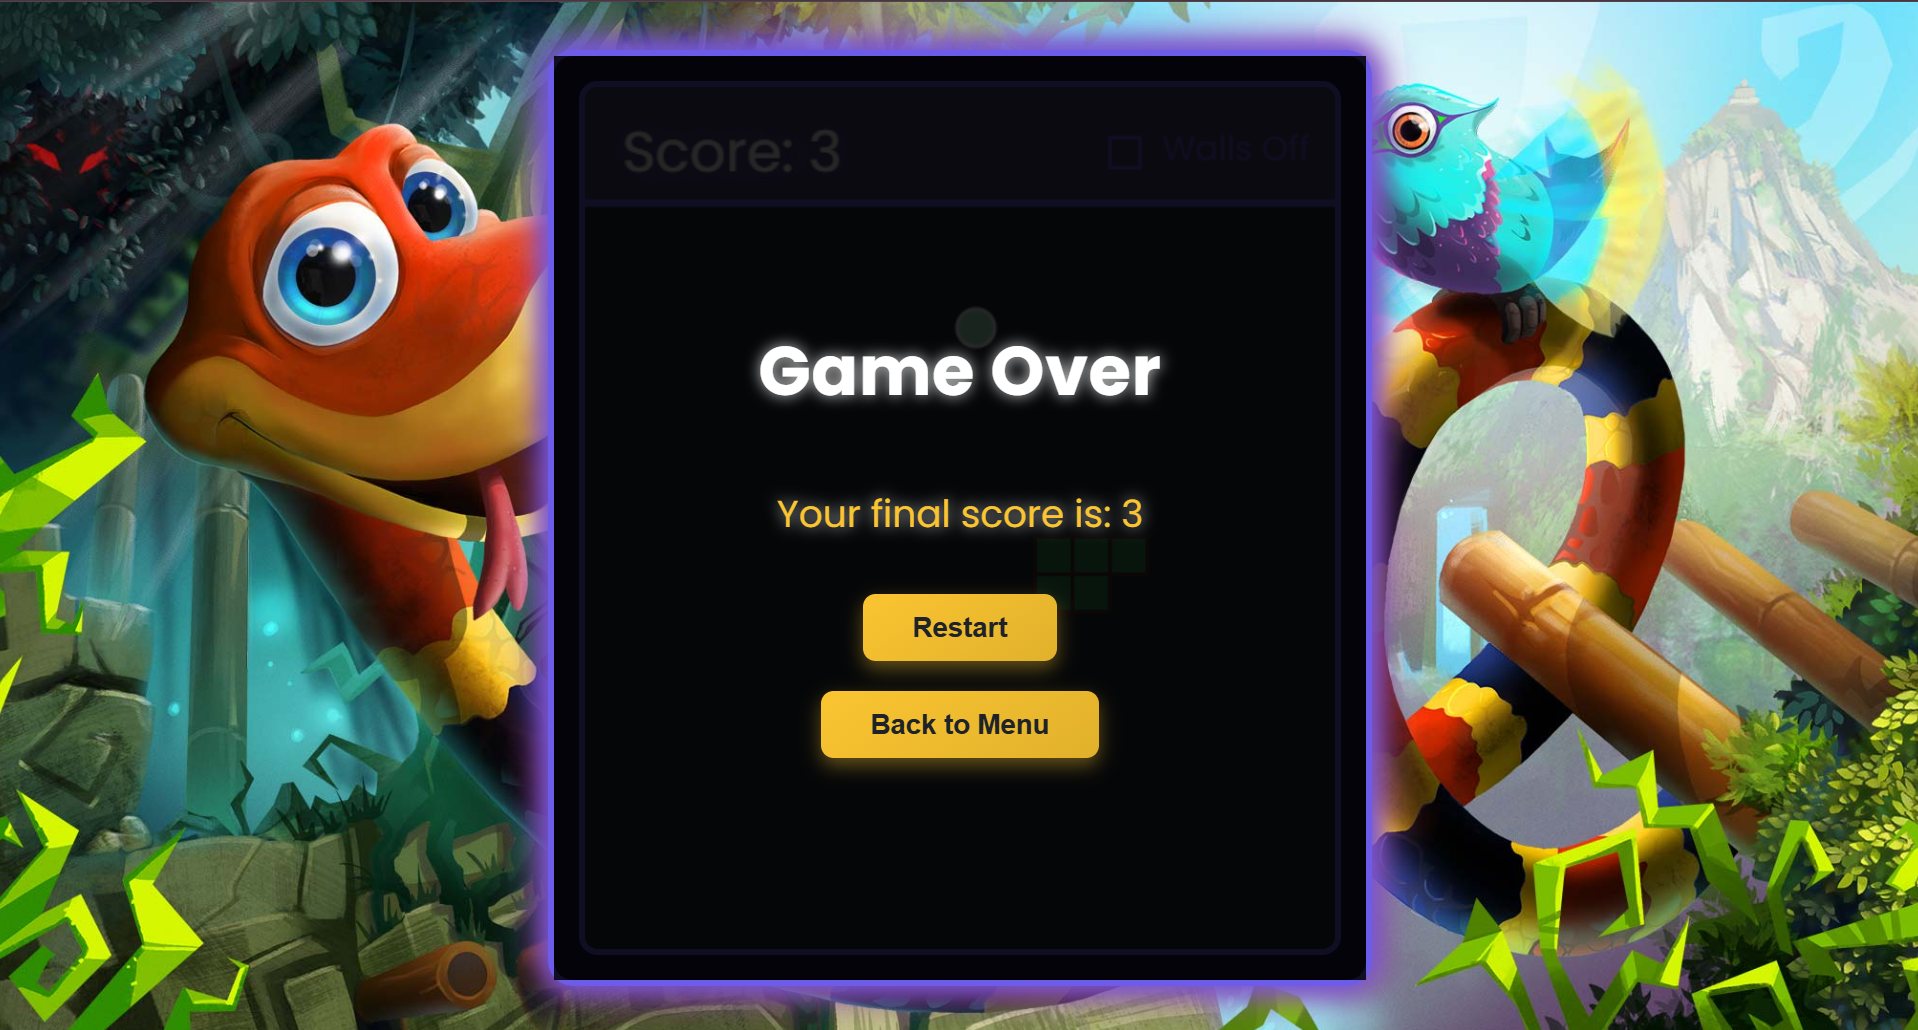 Score: 3
Walls Off
Game Over
Your final score is: 3
Restart
Back to Menu